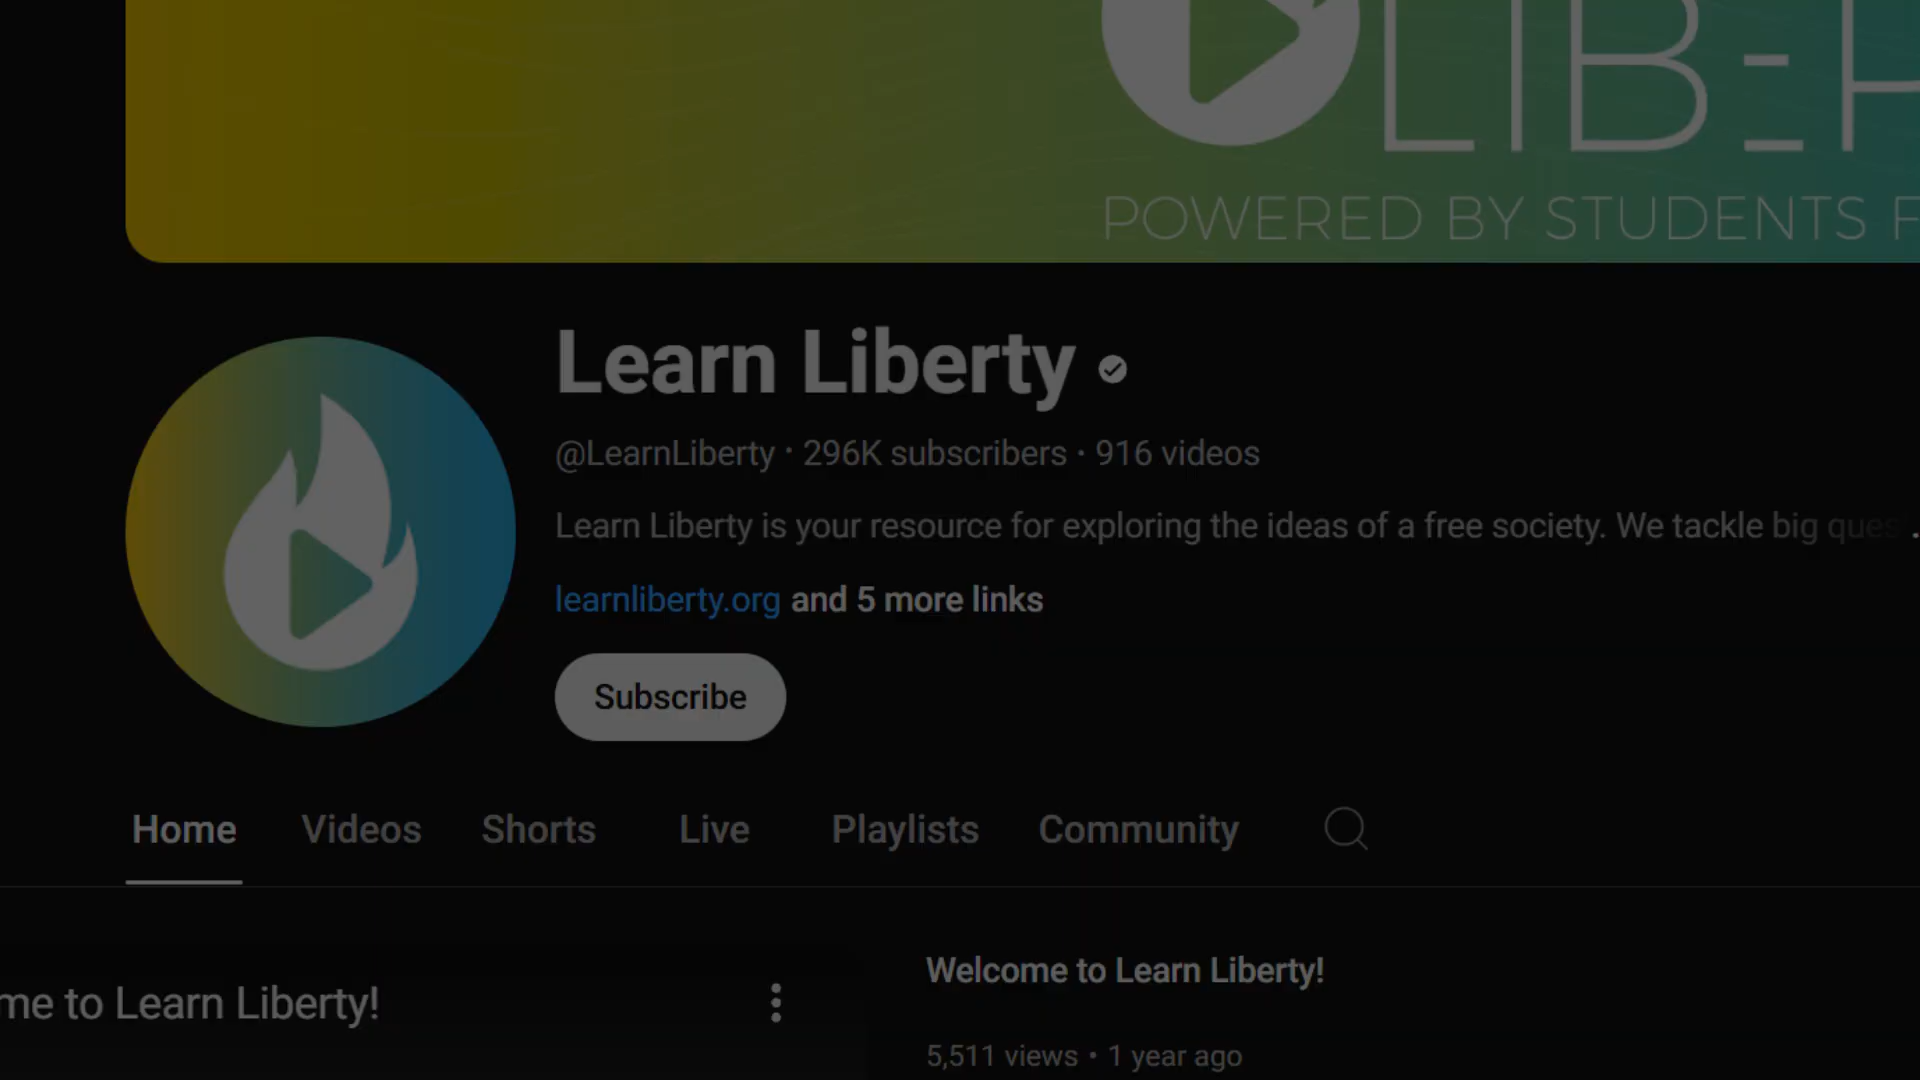 LIBE
POWERED BY STUDENTS F
Learn Liberty
@LearnLiberty · 296K subscribers · 916 videos
Learn Liberty is your resource for exploring the ideas of a free society. We tackle big ques
learnliberty.org and 5 more links
Subscribe
Home Videos Shorts Live Playlists Community
me to Learn Liberty!
Welcome to Learn Liberty!
5,511 views • 1 year ago